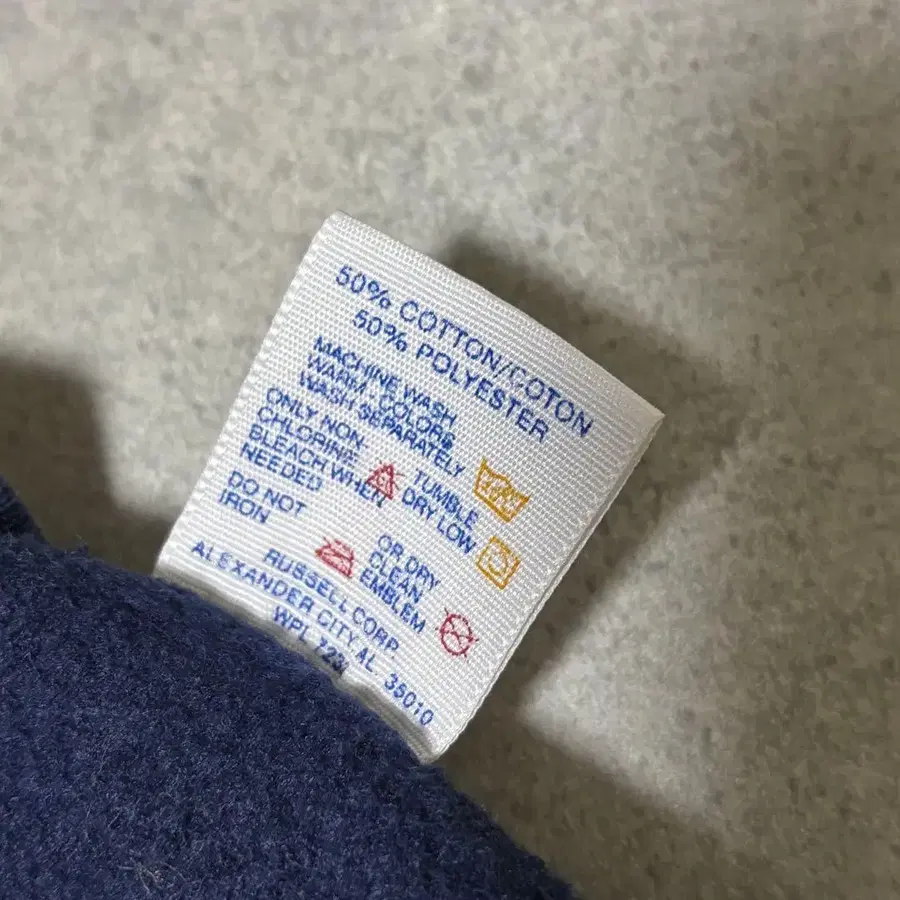 50% COTTON/COTON
50% POLYESTER
MACHINE WASH
WARM, COLORS
WASH SEPARATELY
ONLY NON
CHLORINE
BLEACH WHEN
NEEDED
TUMBLE
DRY LOW
DO NOT
IRON
OR DRY
CLEAN
EMBLEM
RUSSELL CORP.
ALEXANDER CITY, AL 35010
WPL